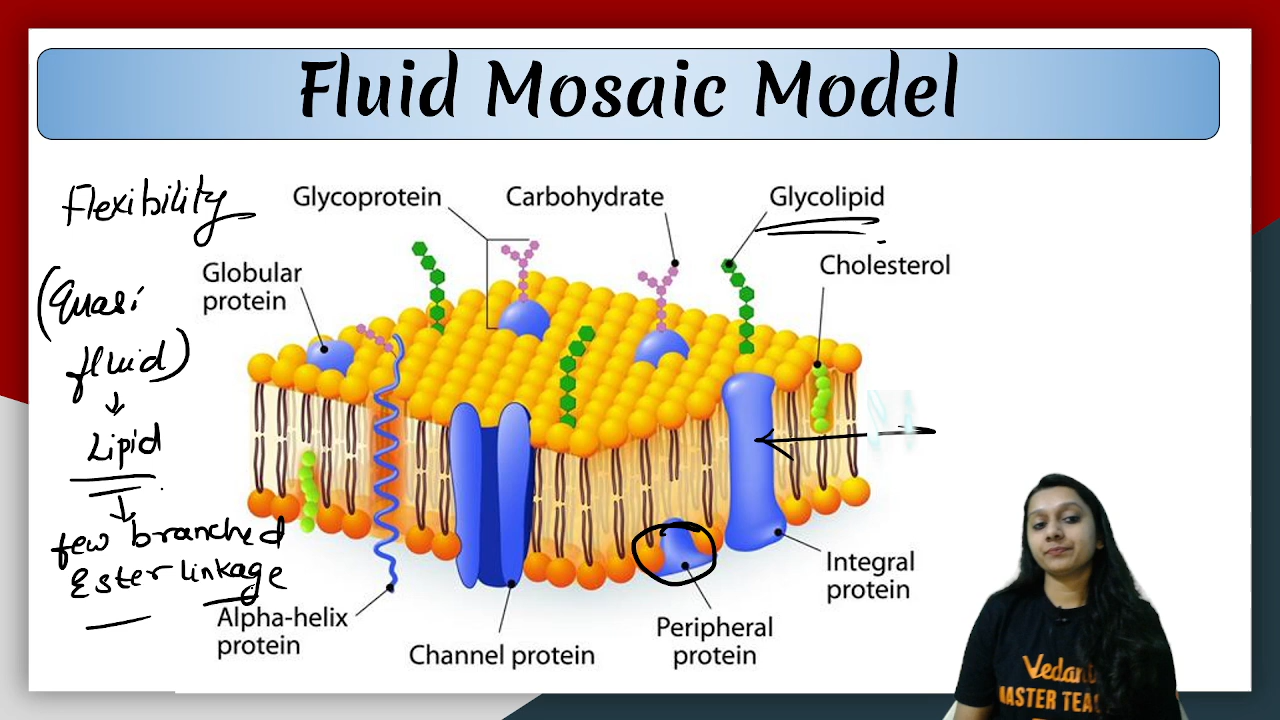 Fluid Mosaic Model
Flexibility
(Quasi
fluid)
↓
Lipid
↓
few branched
Ester linkage
Glycoprotein
Carbohydrate
Glycolipid
Cholesterol
Globular
protein
Alpha-helix
protein
Channel protein
Peripheral
protein
Integral
protein
MASTER